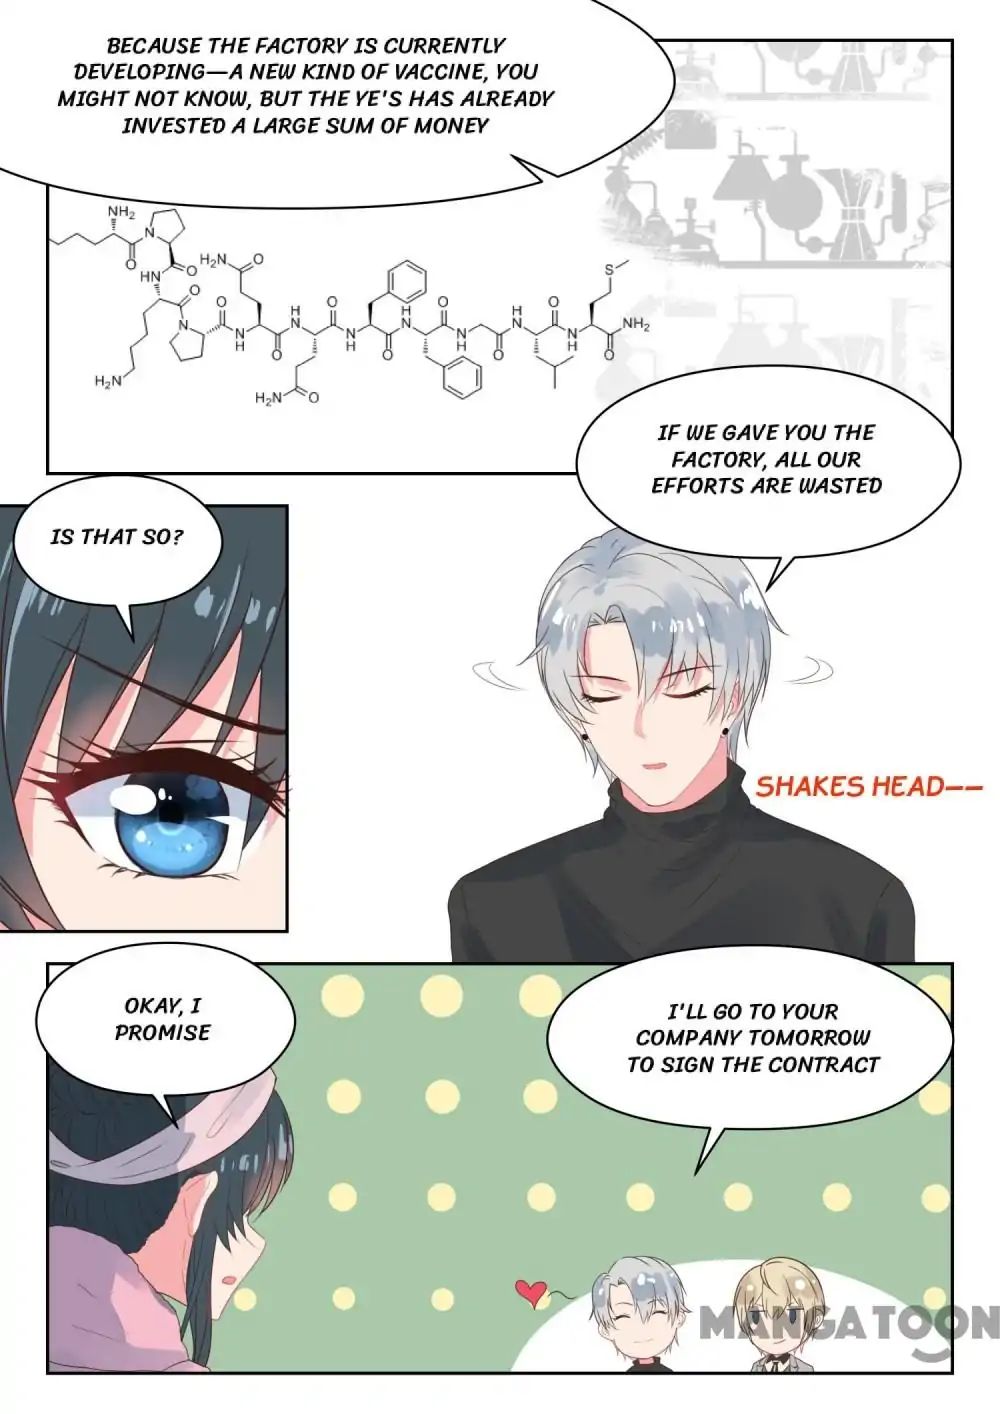 BECAUSE THE FACTORY IS CURRENTLY
DEVELOPING—A NEW KIND OF VACCINE, YOU
MIGHT NOT KNOW, BUT THE YE'S HAS ALREADY
INVESTED A LARGE SUM OF MONEY
NH₂
O
N
O
NH
O
N
H₂N
H₂N
O
O
N
H
O
H
N
H₂N
O
O
N
H
O
H
N
O
N
H
O
H
N
O
N
H
S
NH₂
O
IF WE GAVE YOU THE
FACTORY, ALL OUR
EFFORTS ARE WASTED
IS THAT SO?
SHAKES HEAD--
OKAY, I
PROMISE
I'LL GO TO YOUR
COMPANY TOMORROW
TO SIGN THE CONTRACT
MANGATOON